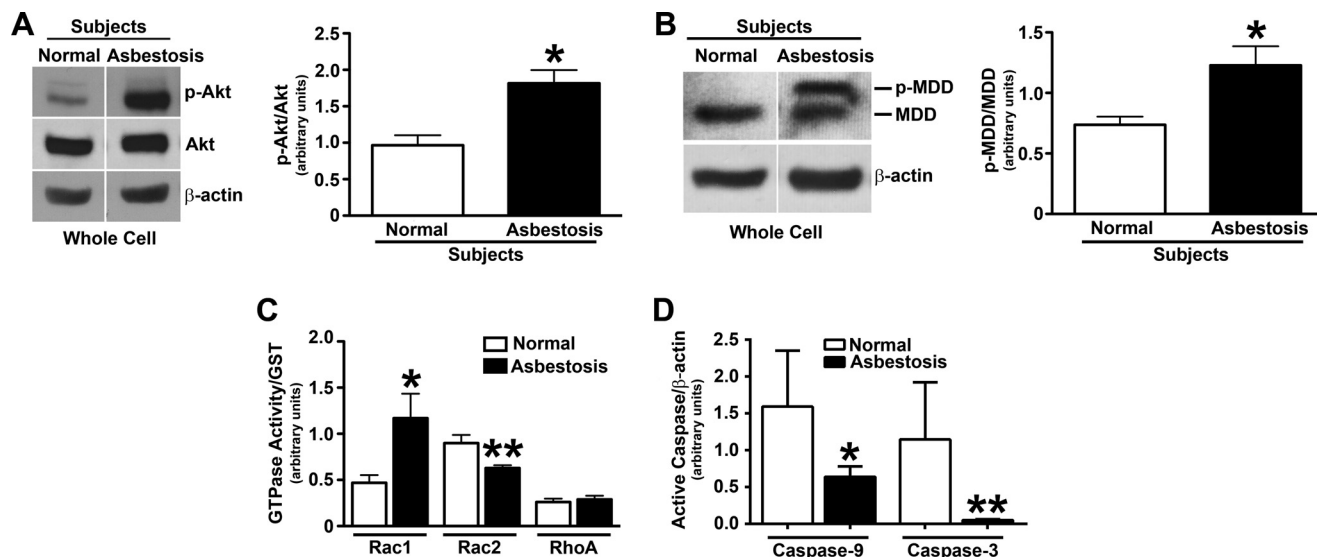 A
Subjects
Normal Asbestosis
p-Akt
Akt
β-actin
Whole Cell
p-Akt/Akt
(arbitrary units)
2.5
2.0
1.5
1.0
0.5
0
*
Normal Asbestosis
Subjects
B
Subjects
Normal Asbestosis
p-MDD
MDD
β-actin
Whole Cell
p-MDD/MDD
(arbitrary units)
1.5
1.0
0.5
0
*
Normal Asbestosis
Subjects
C
GTPase Activity/GST
(arbitrary units)
2.0
1.5
1.0
0.5
0
Normal
Asbestosis
*
**
Rac1 Rac2 RhoA
D
Active Caspase/β-actin
(arbitrary units)
2.5
2.0
1.5
1.0
0.5
0.0
Normal
Asbestosis
*
**
Caspase-9 Caspase-3